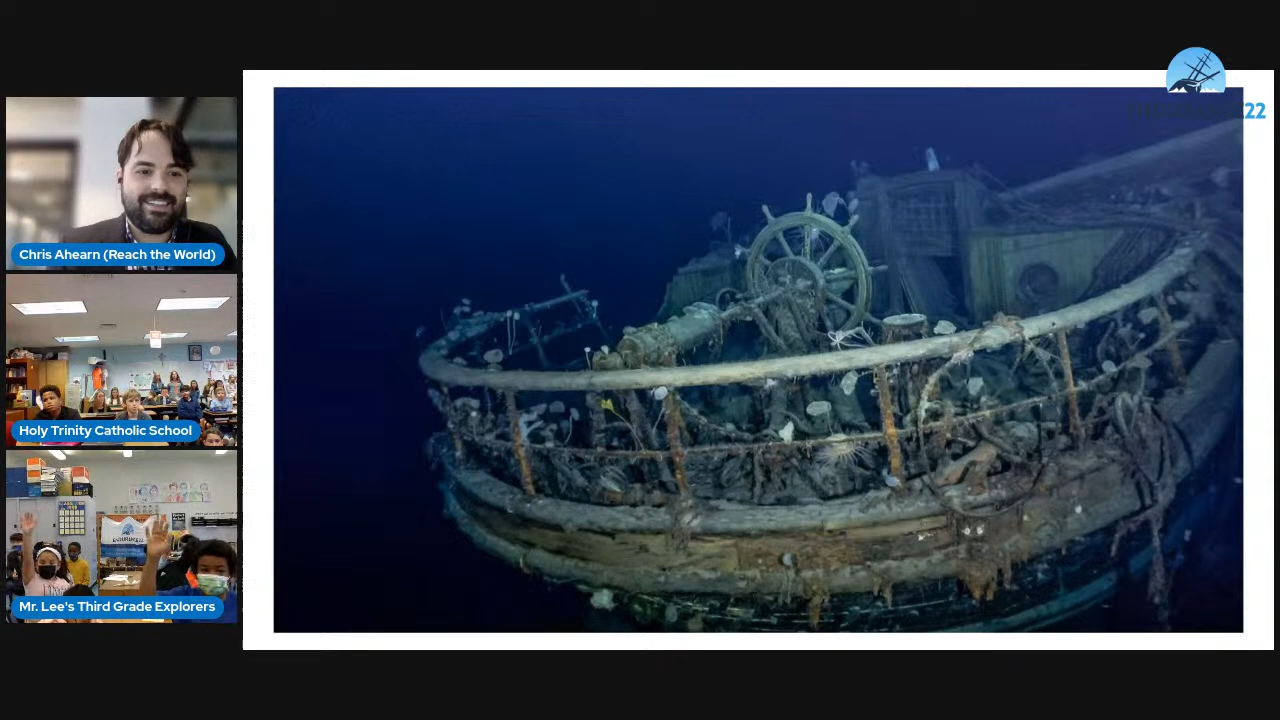 Chris Ahearn (Reach the World)
Holy Trinity Catholic School
Mr. Lee's Third Grade Explorers
22